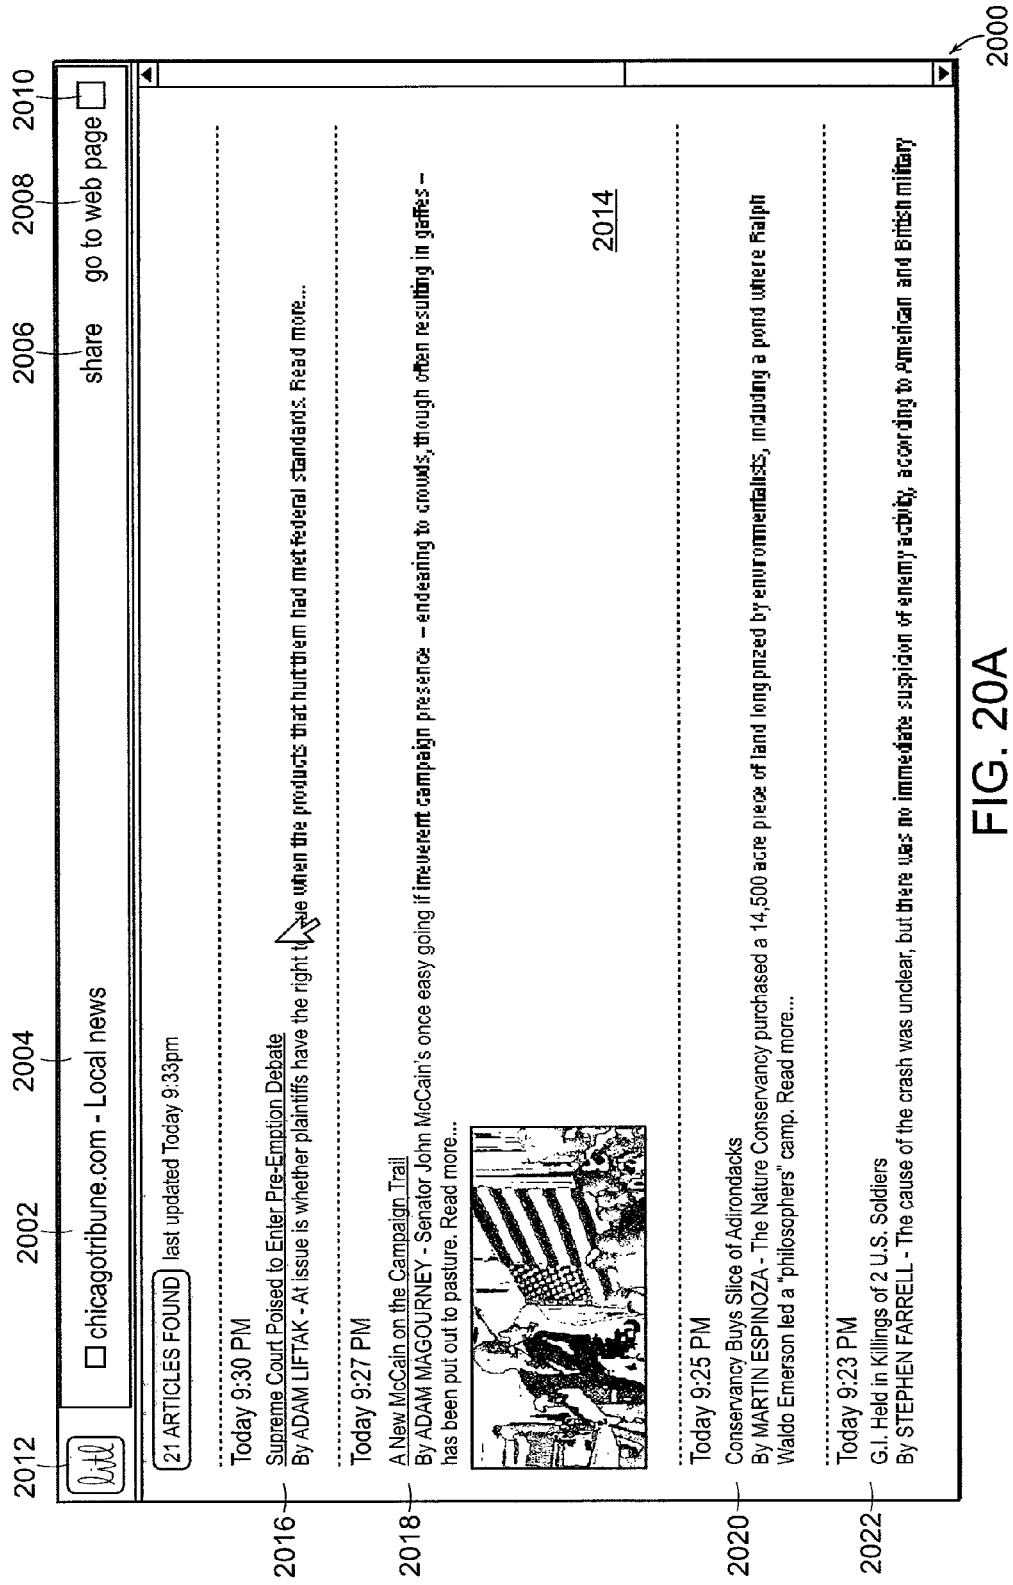 2012 2002 2004 2006 2008 2010
litl
chicagotribune.com - Local news share go to web page
21 ARTICLES FOUND last updated Today 9:33pm
Today 9:30 PM
2016 Supreme Court Poised to Enter Pre-Emption Debate
By ADAM LIFTAK - At issue is whether plaintiffs have the right t ue when the products that hurt them had met federal standards. Read more...
Today 9:27 PM
2018 A New McCain on the Campaign Trail
By ADAM MAGOURNEY - Senator John McCain's once easy going if irreverent campaign presence – endearing to crowds, though often resulting in gaffes –
has been put out to pasture. Read more...
2014
Today 9:25 PM
2020 Conservancy Buys Slice of Adirondacks
By MARTIN ESPINOZA - The Nature Conservancy purchased a 14,500 acre piece of land long prized by environmentalists, including a pond where Ralph
Waldo Emerson led a "philosophers" camp. Read more...
Today 9:23 PM
2022 G.I. Held in Killings of 2 U.S. Soldiers
By STEPHEN FARRELL - The cause of the crash was unclear, but there was no immediate suspicion of enemy activity, according to American and British military
2000
FIG. 20A